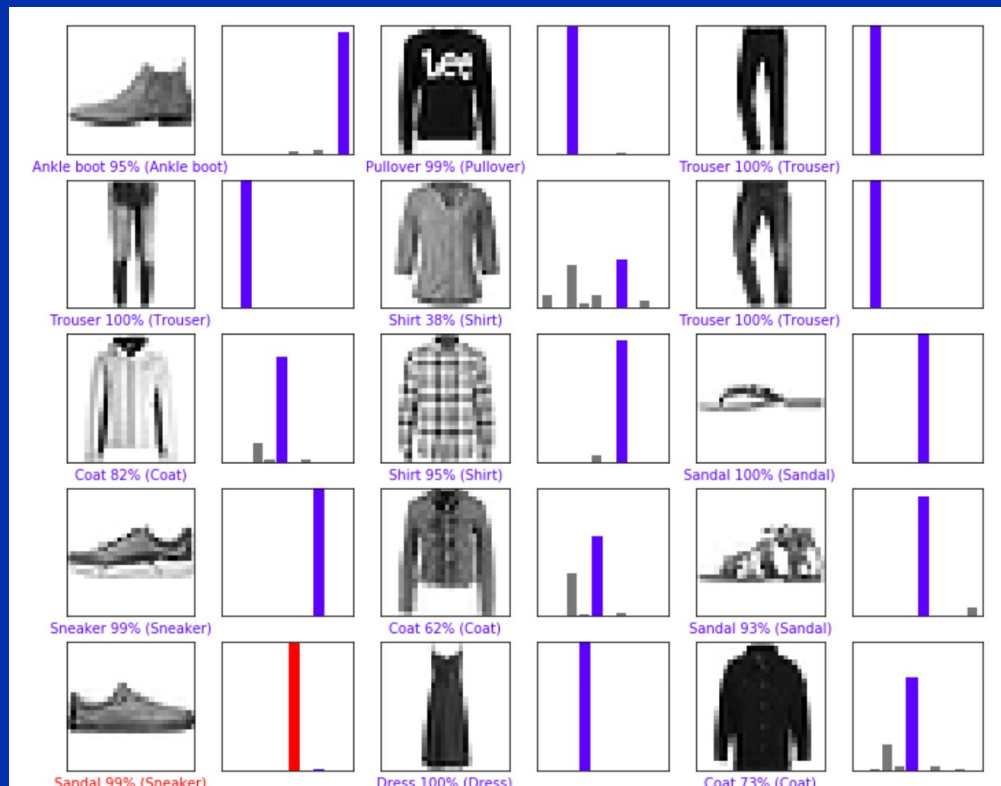 Lee
Ankle boot 95% (Ankle boot)
Pullover 99% (Pullover)
Trouser 100% (Trouser)
Trouser 100% (Trouser)
Shirt 38% (Shirt)
Trouser 100% (Trouser)
Coat 82% (Coat)
Shirt 95% (Shirt)
Sandal 100% (Sandal)
Sneaker 99% (Sneaker)
Coat 62% (Coat)
Sandal 93% (Sandal)
Sandal 99% (Sneaker)
Dress 100% (Dress)
Coat 73% (Coat)